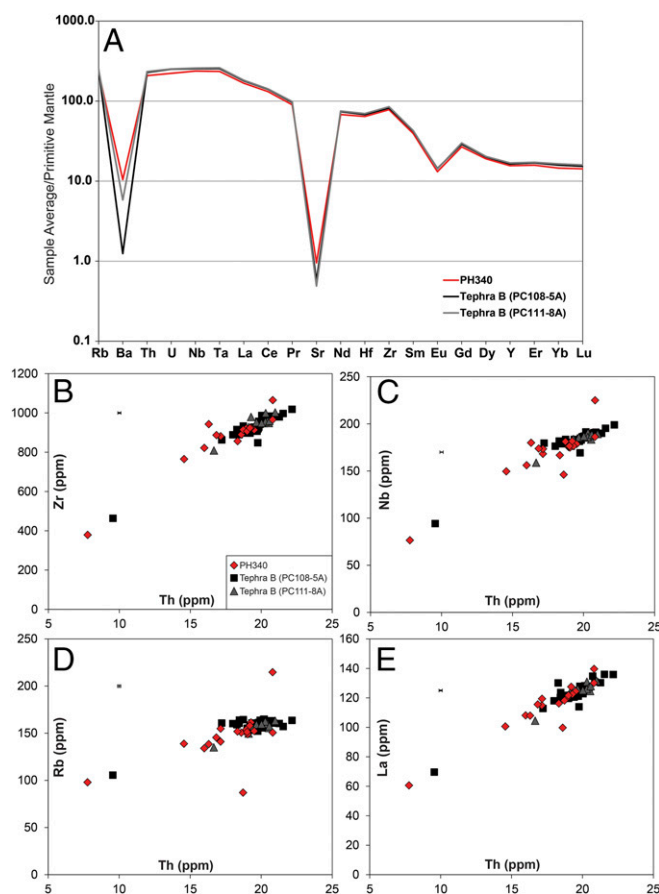 A
1000.0
100.0
10.0
1.0
0.1
Sample Average/Primitive Mantle
PH340
Tephra B (PC108-5A)
Tephra B (PC111-8A)
Rb Ba Th U Nb Ta La Ce Pr Sr Nd Hf Zr Sm Eu Gd Dy Y Er Yb Lu
B
1200
1000
800
600
400
200
0
Zr (ppm)
5 10 15 20 25
Th (ppm)
PH340
Tephra B (PC108-5A)
Tephra B (PC111-8A)
C
200
150
100
50
0
Nb (ppm)
5 10 15 20 25
Th (ppm)
D
250
200
150
100
50
0
Rb (ppm)
5 10 15 20 25
Th (ppm)
E
160
140
120
100
80
60
40
20
0
La (ppm)
5 10 15 20 25
Th (ppm)